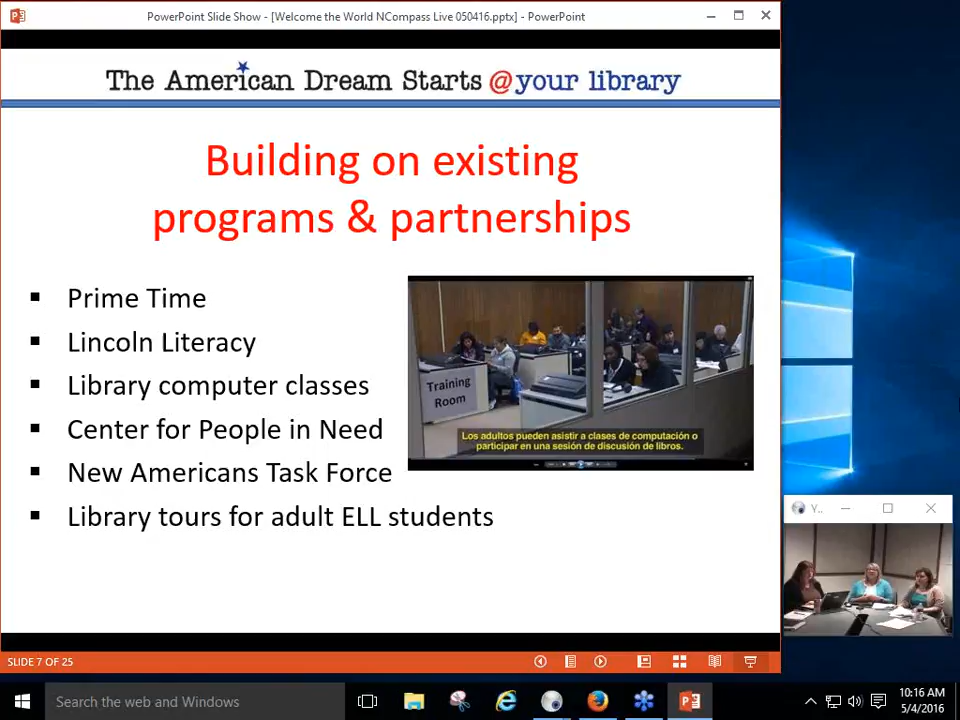 PowerPoint Slide Show - [Welcome the World NCompass Live 050416.pptx] - PowerPoint
The American Dream Starts @your library
Building on existing
programs & partnerships
▪ Prime Time
▪ Lincoln Literacy
▪ Library computer classes
▪ Center for People in Need
▪ New Americans Task Force
▪ Library tours for adult ELL students
Training
Room
Los adultos pueden asistir a clases de computación o
participar en una sesión de discusión de libros.
Y...
SLIDE 7 OF 25
Search the web and Windows
10:16 AM
5/4/2016